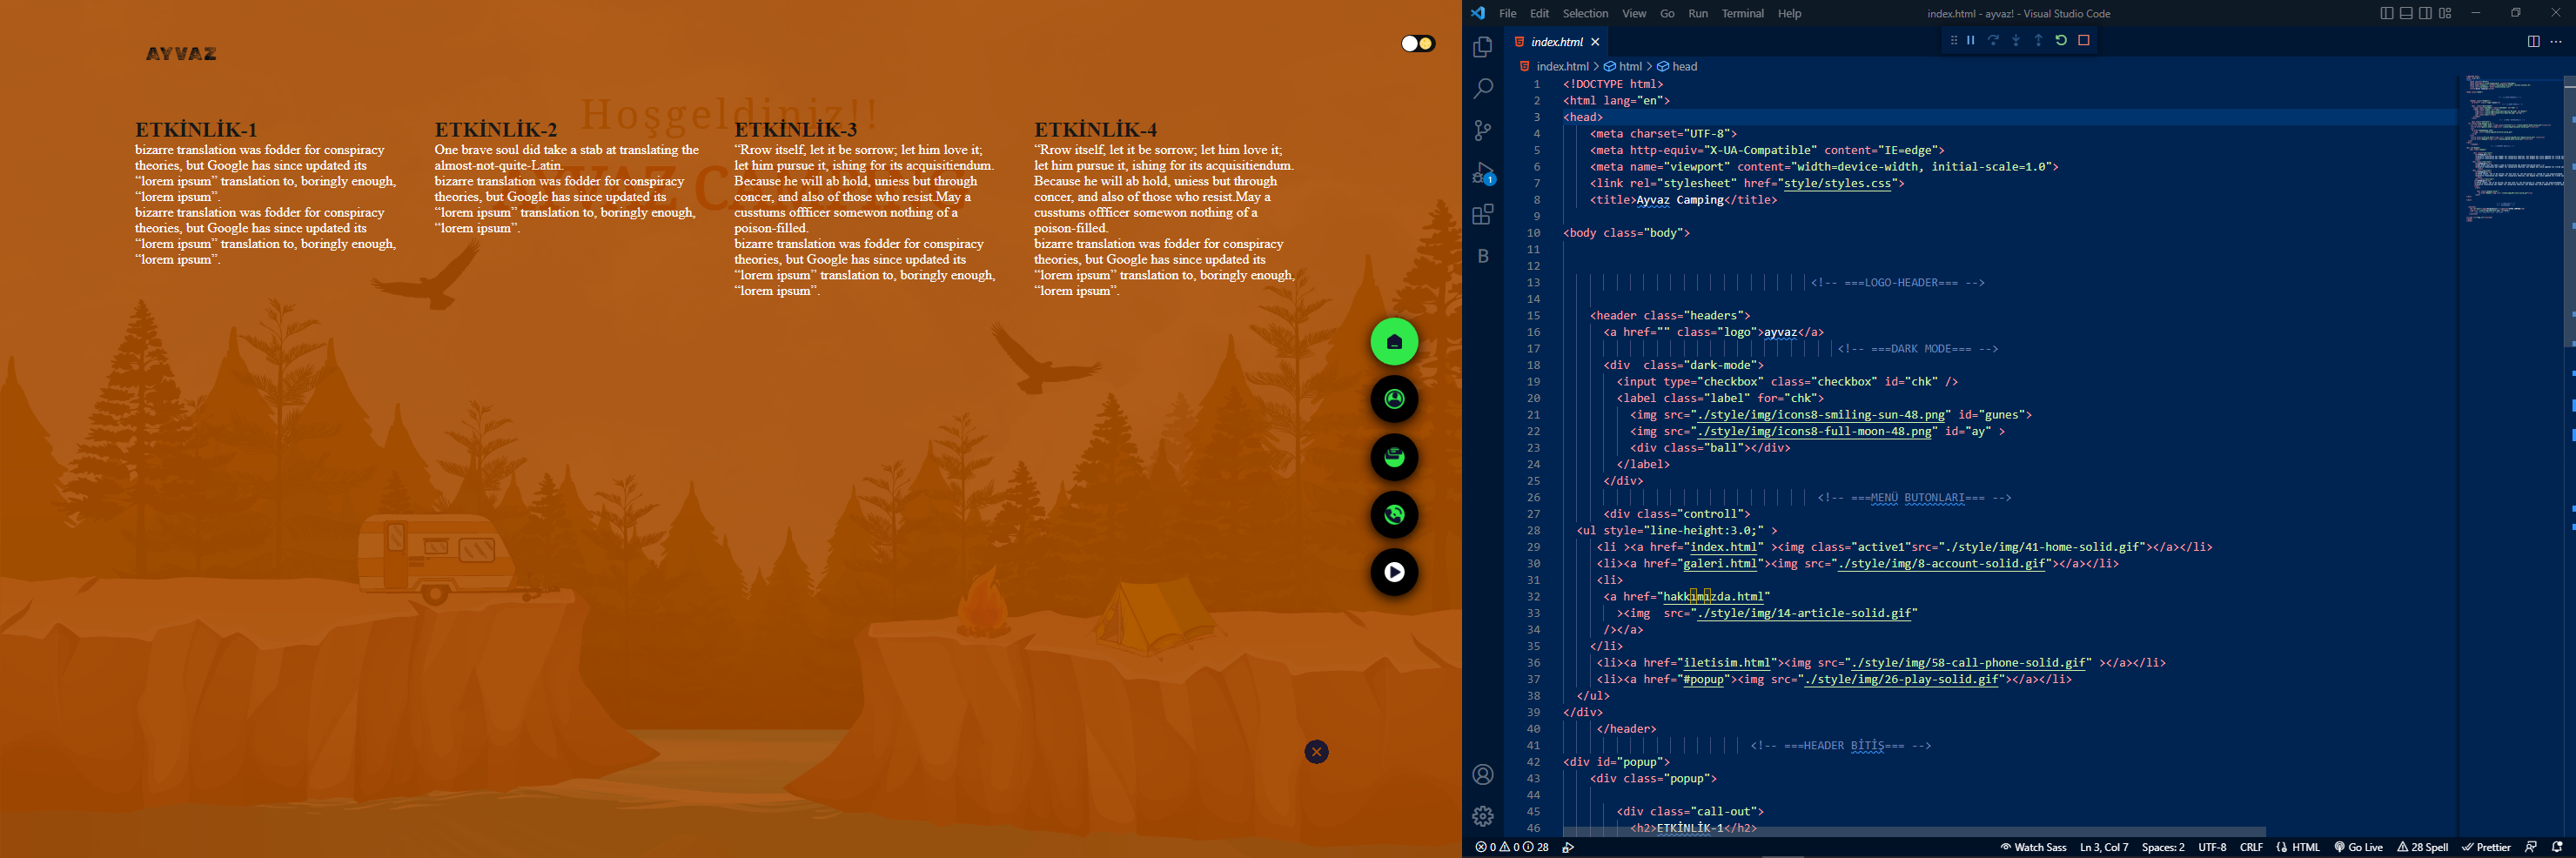 AYVAZ
Hoşgeldiniz!!
ETKİNLİK-1
bizarre translation was fodder for conspiracy
theories, but Google has since updated its
“lorem ipsum” translation to, boringly enough,
“lorem ipsum”.
bizarre translation was fodder for conspiracy
theories, but Google has since updated its
“lorem ipsum” translation to, boringly enough,
“lorem ipsum”.
ETKİNLİK-2
One brave soul did take a stab at translating the
almost-not-quite-Latin.
bizarre translation was fodder for conspiracy
theories, but Google has since updated its
“lorem ipsum” translation to, boringly enough,
“lorem ipsum”.
ETKİNLİK-3
“Rrow itself, let it be sorrow; let him love it;
let him pursue it, ishing for its acquisitiendum.
Because he will ab hold, uniess but through
concer, and also of those who resist.May a
cusstums offficer somewon nothing of a
poison-filled.
bizarre translation was fodder for conspiracy
theories, but Google has since updated its
“lorem ipsum” translation to, boringly enough,
“lorem ipsum”.
ETKİNLİK-4
“Rrow itself, let it be sorrow; let him love it;
let him pursue it, ishing for its acquisitiendum.
Because he will ab hold, uniess but through
concer, and also of those who resist.May a
cusstums offficer somewon nothing of a
poison-filled.
bizarre translation was fodder for conspiracy
theories, but Google has since updated its
“lorem ipsum” translation to, boringly enough,
“lorem ipsum”.
File Edit Selection View Go Run Terminal Help index.html - ayvaz! - Visual Studio Code
index.html
index.html > html > head
1 <!DOCTYPE html>
2 <html lang="en">
3 <head>
4 <meta charset="UTF-8">
5 <meta http-equiv="X-UA-Compatible" content="IE=edge">
6 <meta name="viewport" content="width=device-width, initial-scale=1.0">
7 <link rel="stylesheet" href="style/styles.css">
8 <title>Ayvaz Camping</title>
9
10 <body class="body">
11
12
13 <!-- ===LOGO-HEADER=== -->
14
15 <header class="headers">
16 <a href="" class="logo">ayvaz</a>
17 <!-- ===DARK MODE=== -->
18 <div  class="dark-mode">
19 <input type="checkbox" class="checkbox" id="chk" />
20 <label class="label" for="chk">
21 <img src="./style/img/icons8-smiling-sun-48.png" id="gunes">
22 <img src="./style/img/icons8-full-moon-48.png" id="ay" >
23 <div class="ball"></div>
24 </label>
25 </div>
26 <!-- ===MENÜ BUTONLARI=== -->
27 <div class="controll">
28 <ul style="line-height:3.0;" >
29 <li ><a href="index.html" ><img class="active1"src="./style/img/41-home-solid.gif"></a></li>
30 <li><a href="galeri.html"><img src="./style/img/8-account-solid.gif"></a></li>
31 <li>
32 <a href="hakkımızda.html"
33 ><img  src="./style/img/14-article-solid.gif"
34 /></a>
35 </li>
36 <li><a href="iletisim.html"><img src="./style/img/58-call-phone-solid.gif" ></a></li>
37 <li><a href="#popup"><img src="./style/img/26-play-solid.gif"></a></li>
38 </ul>
39 </div>
40 </header>
41 <!-- ===HEADER BİTİŞ=== -->
42 <div id="popup">
43 <div class="popup">
44
45 <div class="call-out">
46 <h2>ETKİNLİK-1</h2>
B
1
0 0 28 Watch Sass Ln 3, Col 7 Spaces: 2 UTF-8 CRLF HTML Go Live 28 Spell Prettier